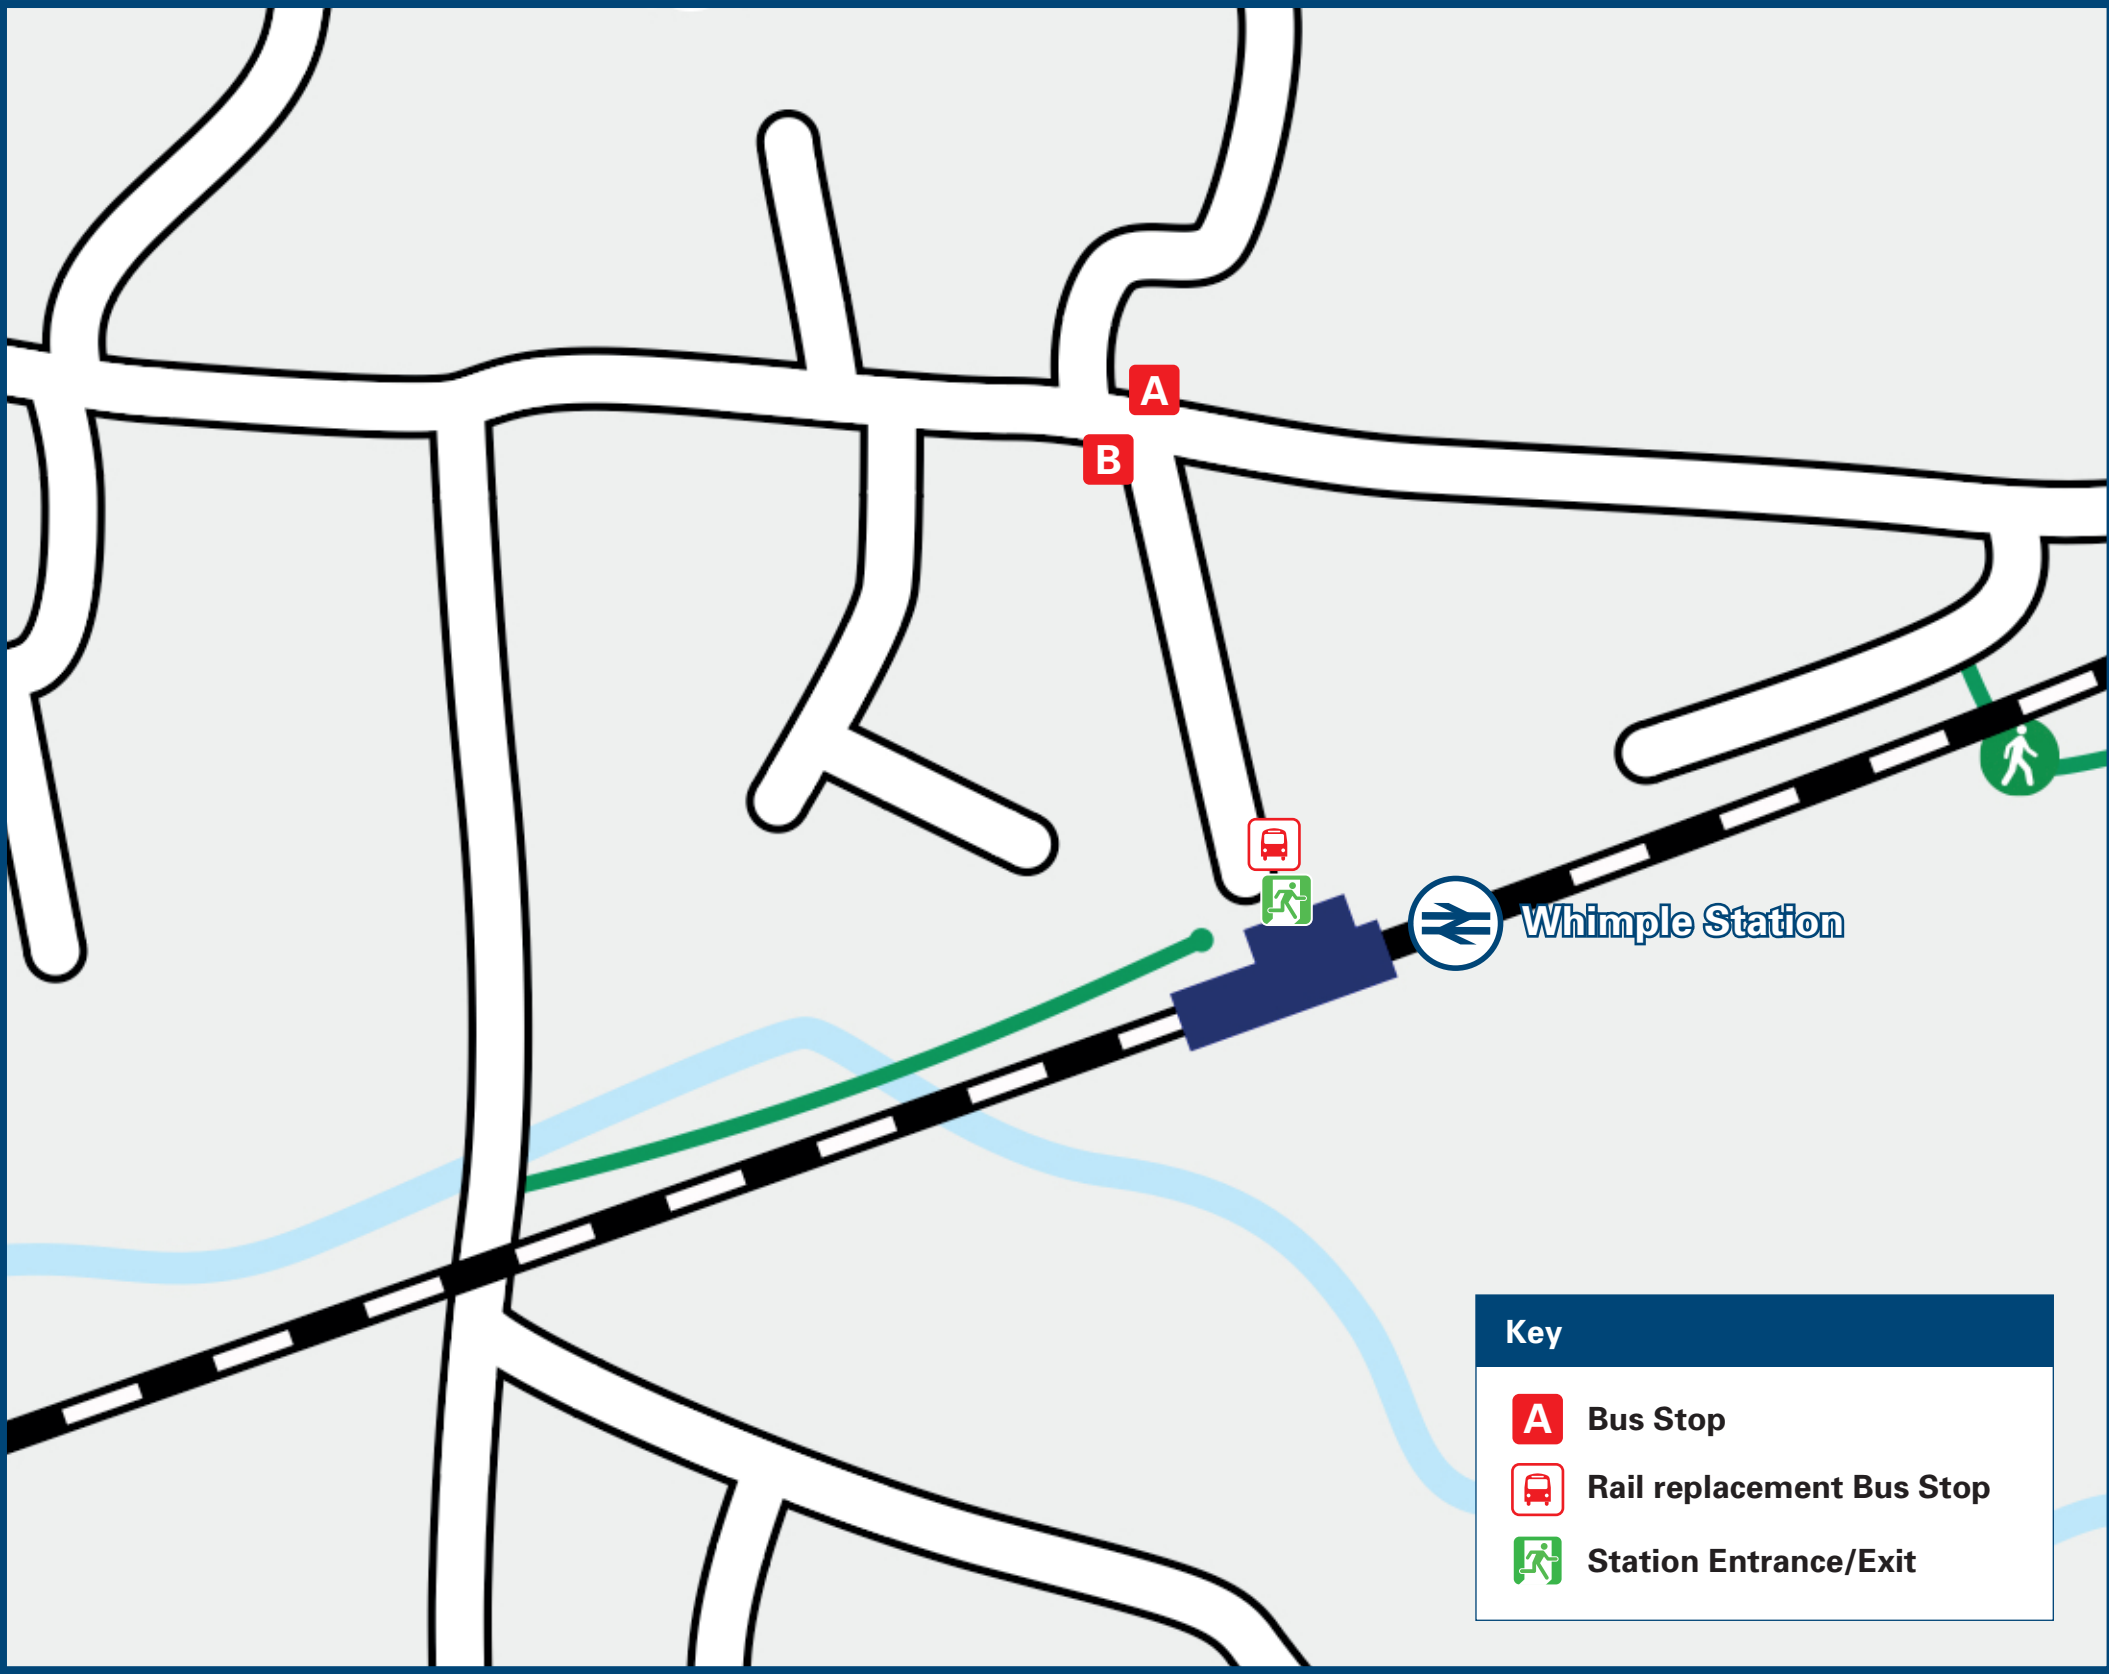 A
B
Whimple Station
Key
A Bus Stop
Rail replacement Bus Stop
Station Entrance/Exit